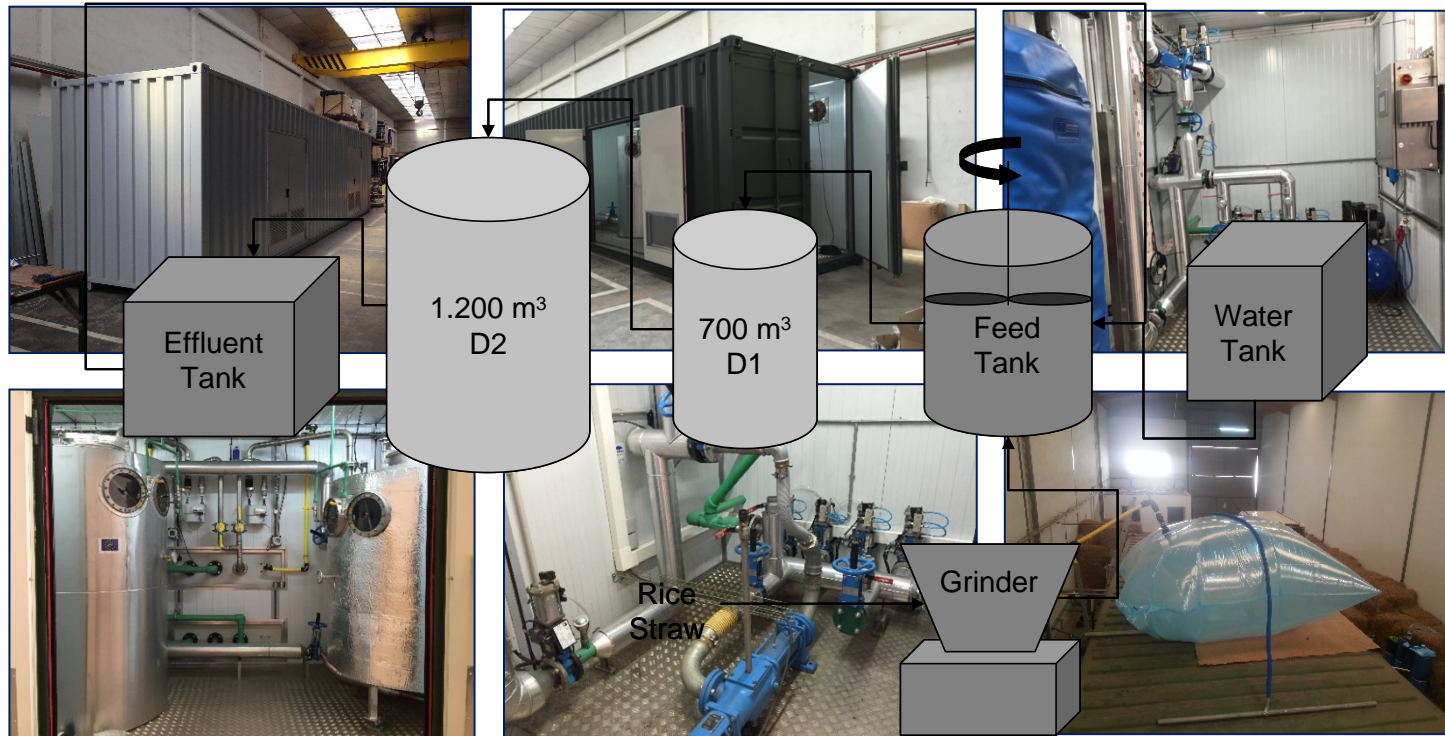 Effluent
Tank
1.200 m³
D2
700 m³
D1
Feed
Tank
Water
Tank
Rice
Straw
Grinder